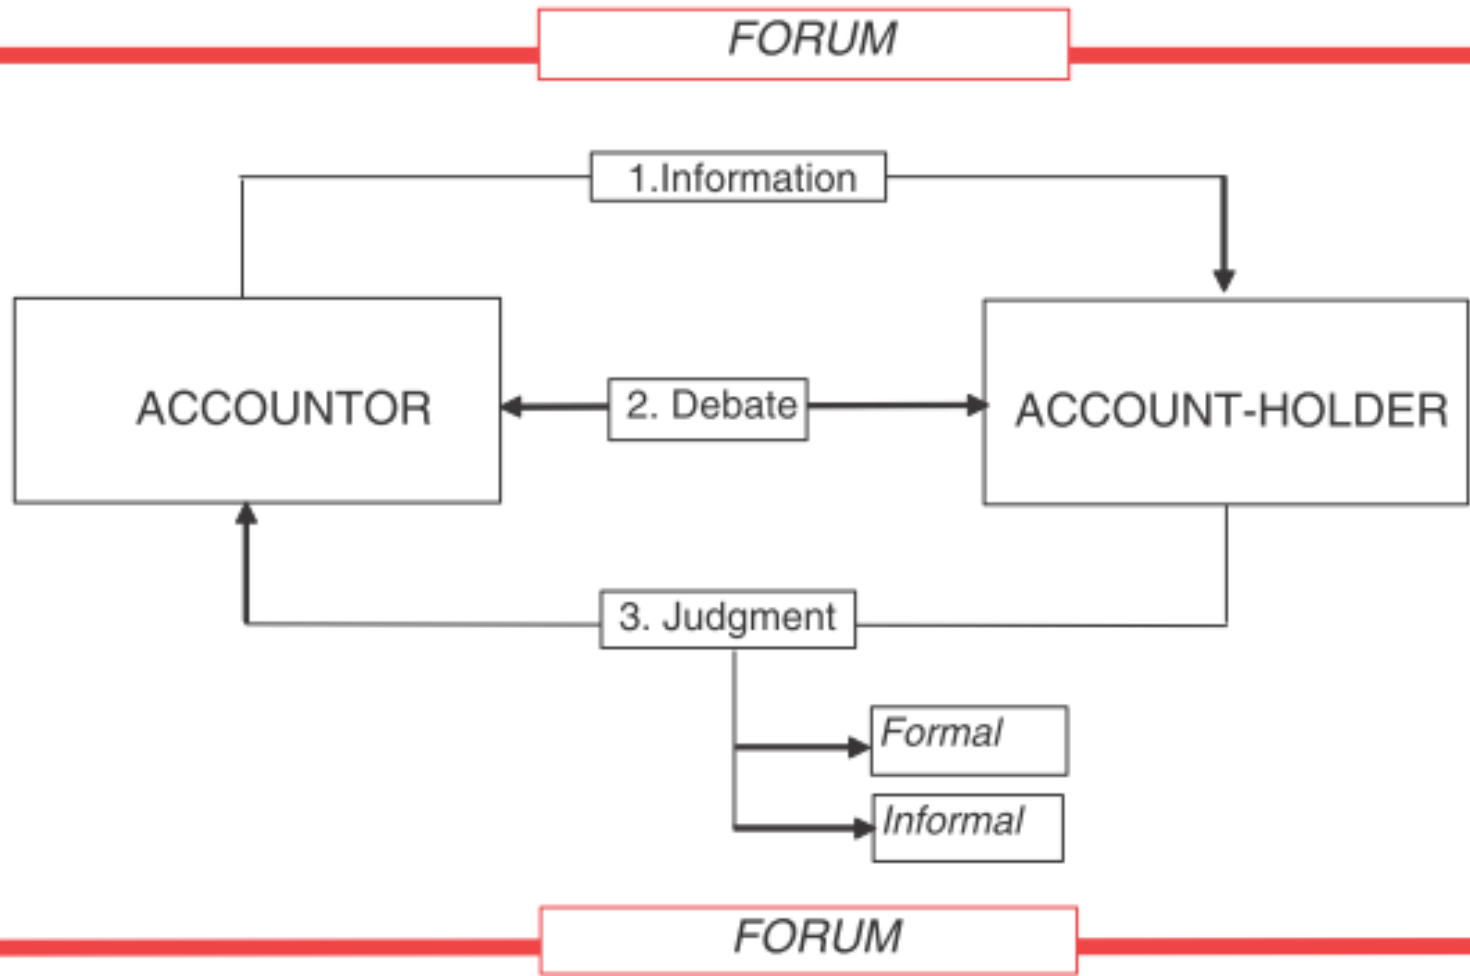 FORUM
1.Information
ACCOUNTOR
2. Debate
ACCOUNT-HOLDER
3. Judgment
Formal
Informal
FORUM